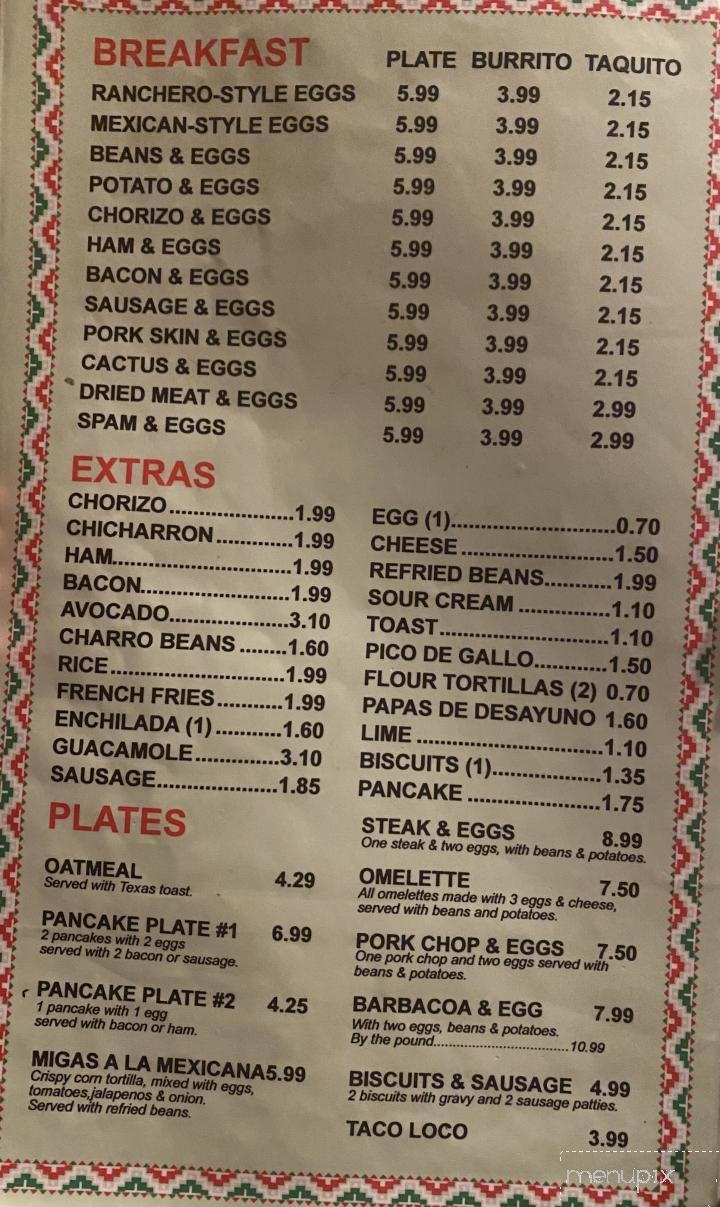 BREAKFAST PLATE BURRITO TAQUITO
RANCHERO-STYLE EGGS 5.99 3.99 2.15
MEXICAN-STYLE EGGS 5.99 3.99 2.15
BEANS & EGGS 5.99 3.99 2.15
POTATO & EGGS 5.99 3.99 2.15
CHORIZO & EGGS 5.99 3.99 2.15
HAM & EGGS 5.99 3.99 2.15
BACON & EGGS 5.99 3.99 2.15
SAUSAGE & EGGS 5.99 3.99 2.15
PORK SKIN & EGGS 5.99 3.99 2.15
CACTUS & EGGS 5.99 3.99 2.15
DRIED MEAT & EGGS 5.99 3.99 2.99
SPAM & EGGS 5.99 3.99 2.99
EXTRAS
CHORIZO.....................1.99
CHICHARRON.............1.99
HAM..............................1.99
BACON.........................1.99
AVOCADO....................3.10
CHARRO BEANS ........1.60
RICE.............................1.99
FRENCH FRIES...........1.99
ENCHILADA (1)...........1.60
GUACAMOLE..............3.10
SAUSAGE....................1.85
EGG (1)...........................0.70
CHEESE.........................1.50
REFRIED BEANS...........1.99
SOUR CREAM ...............1.10
TOAST............................1.10
PICO DE GALLO............1.50
FLOUR TORTILLAS (2) 0.70
PAPAS DE DESAYUNO 1.60
LIME ...............................1.10
BISCUITS (1)..................1.35
PANCAKE ......................1.75
PLATES
OATMEAL 4.29
Served with Texas toast.
PANCAKE PLATE #1 6.99
2 pancakes with 2 eggs
served with 2 bacon or sausage.
PANCAKE PLATE #2 4.25
1 pancake with 1 egg
served with bacon or ham.
MIGAS A LA MEXICANA5.99
Crispy corn tortilla, mixed with eggs,
tomatoes,jalapenos & onion.
Served with refried beans.
STEAK & EGGS 8.99
One steak & two eggs, with beans & potatoes.
OMELETTE 7.50
All omelettes made with 3 eggs & cheese,
served with beans and potatoes.
PORK CHOP & EGGS 7.50
One pork chop and two eggs served with
beans & potatoes.
BARBACOA & EGG 7.99
With two eggs, beans & potatoes.
By the pound.....................................10.99
BISCUITS & SAUSAGE 4.99
2 biscuits with gravy and 2 sausage patties.
TACO LOCO 3.99
menupix